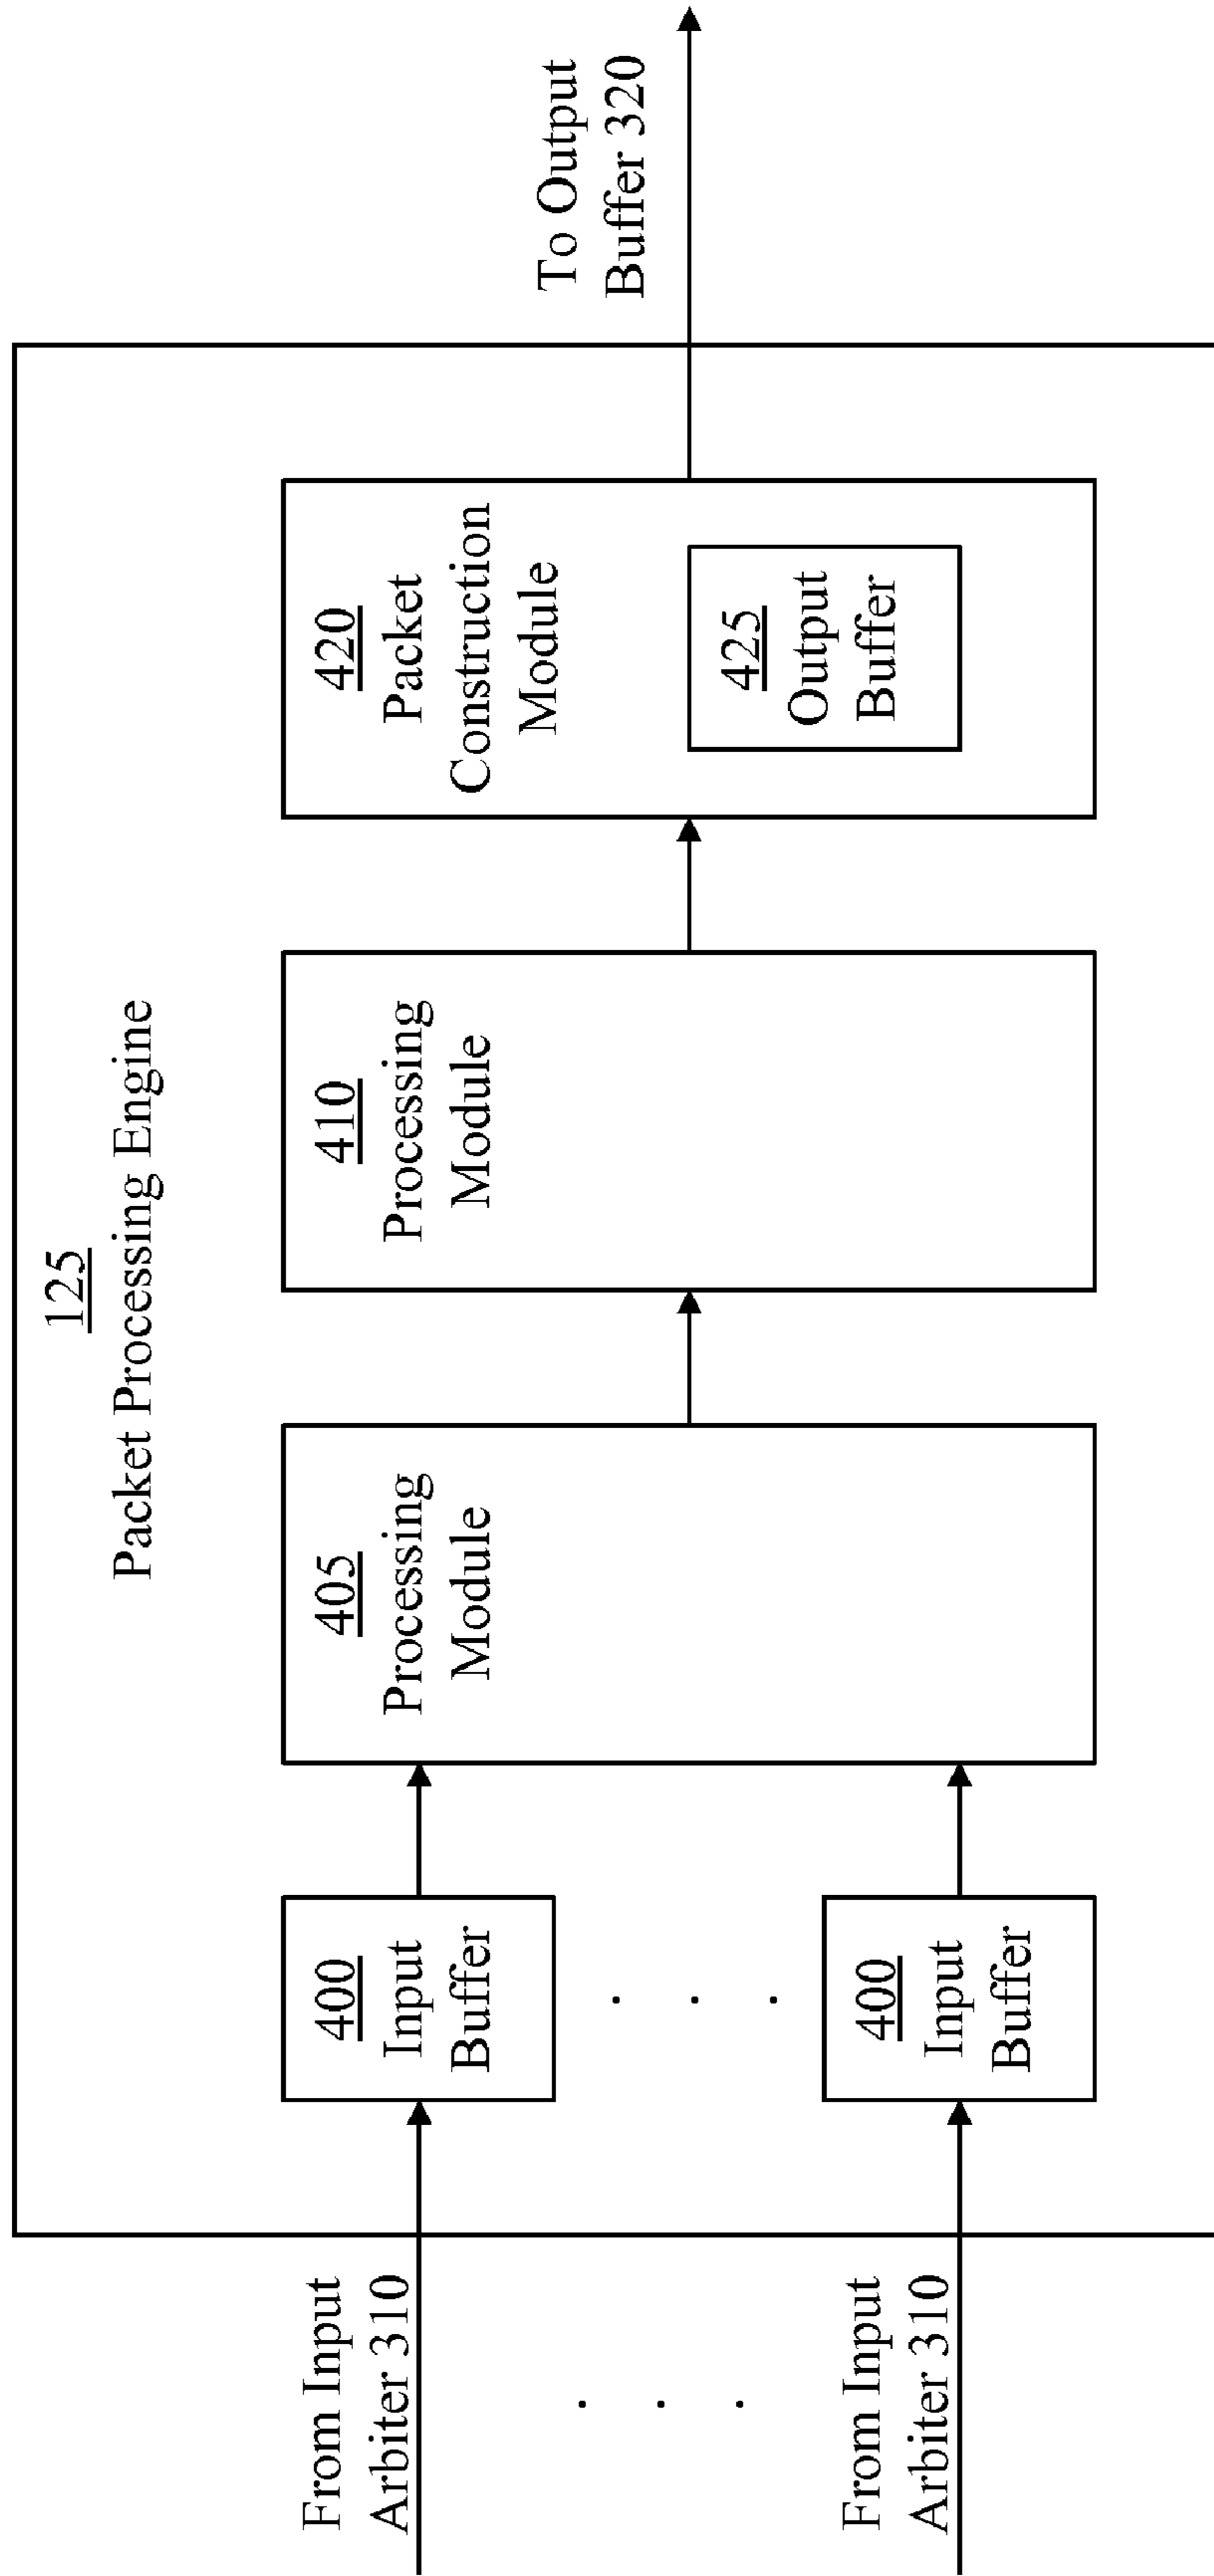 125
Packet Processing Engine
From Input
Arbiter 310
400
Input
Buffer
405
Processing
Module
410
Processing
Module
420
Packet
Construction
Module
425
Output
Buffer
To Output
Buffer 320
. . .
From Input
Arbiter 310
. . .
400
Input
Buffer